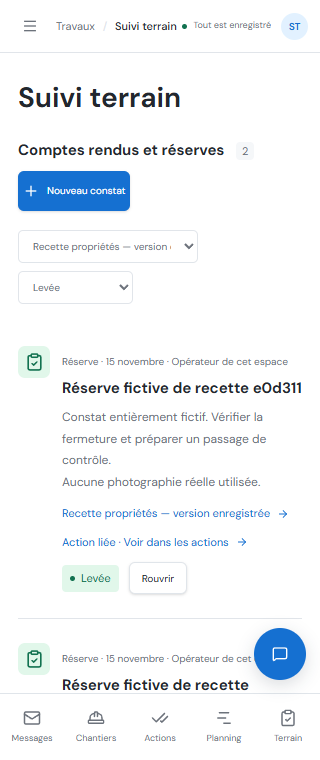 Travaux / Suivi terrain Tout est enregistré ST
Suivi terrain
Comptes rendus et réserves 2
Nouveau constat
Recette propriétés — version
Levée
Réserve · 15 novembre · Opérateur de cet espace
Réserve fictive de recette e0d311
Constat entièrement fictif. Vérifier la
fermeture et préparer un passage de
contrôle.
Aucune photographie réelle utilisée.
Recette propriétés — version enregistrée →
Action liée · Voir dans les actions →
Levée Rouvrir
Réserve · 15 novembre · Opérateur de cet
Réserve fictive de recette
Messages Chantiers Actions Planning Terrain